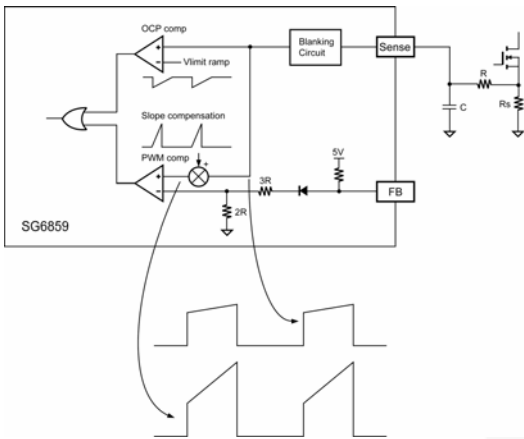 OCP comp
Blanking
Circuit
Sense
+
−
Vlimit ramp
R
C
Rs
Slope compensation
PWM comp
+
+
−
5V
3R
2R
FB
SG6859